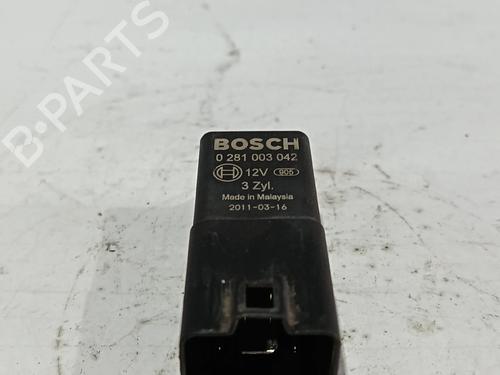 BOSCH
0 281 003 042
12V 905
3 Zyl.
Made in Malaysia
2011-03-16
B-PARTS